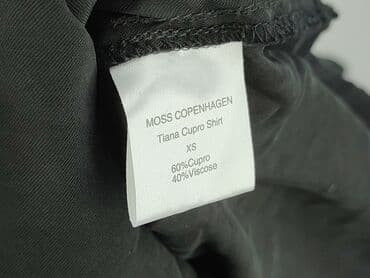 MOSS COPENHAGEN
Tiana Cupro Shirt
XS
60%Cupro
40%Viscose